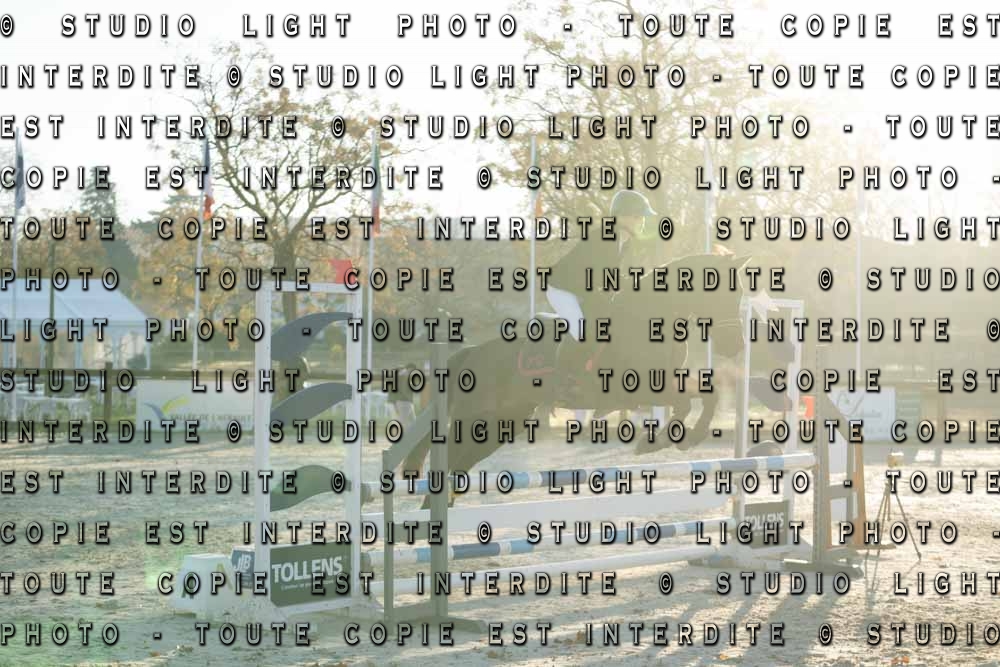 © STUDIO LIGHT PHOTO - TOUTE COPIE EST
INTERDITE © STUDIO LIGHT PHOTO - TOUTE COPIE
EST INTERDITE © STUDIO LIGHT PHOTO - TOUTE
COPIE EST INTERDITE © STUDIO LIGHT PHOTO -
TOUTE COPIE EST INTERDITE © STUDIO LIGHT
PHOTO - TOUTE COPIE EST INTERDITE © STUDIO
LIGHT PHOTO - TOUTE COPIE EST INTERDITE ©
STUDIO LIGHT PHOTO - TOUTE COPIE EST
INTERDITE © STUDIO LIGHT PHOTO - TOUTE COPIE
EST INTERDITE © STUDIO LIGHT PHOTO - TOUTE
COPIE EST INTERDITE © STUDIO LIGHT PHOTO -
TOUTE COPIE EST INTERDITE © STUDIO LIGHT
PHOTO - TOUTE COPIE EST INTERDITE © STUDIO
VALLÉE DE L'HÉRAULT
TOLLENS
JLB
TOLLENS